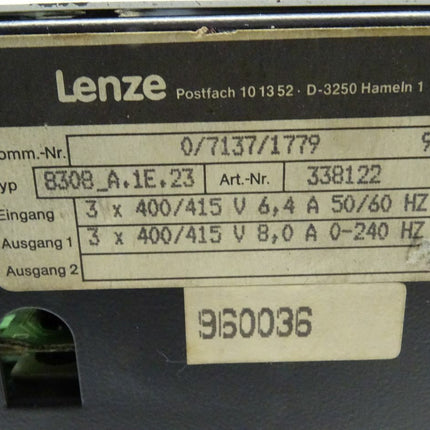 Lenze Postfach 10 13 52 · D-3250 Hameln 1
omm.-Nr. 0/7137/1779 9
yp 8308_A.1E.23 Art.-Nr. 338122
Eingang 3 x 400/415 V 6,4 A 50/60 HZ
Ausgang 1 3 x 400/415 V 8,0 A 0-240 HZ
Ausgang 2
960036